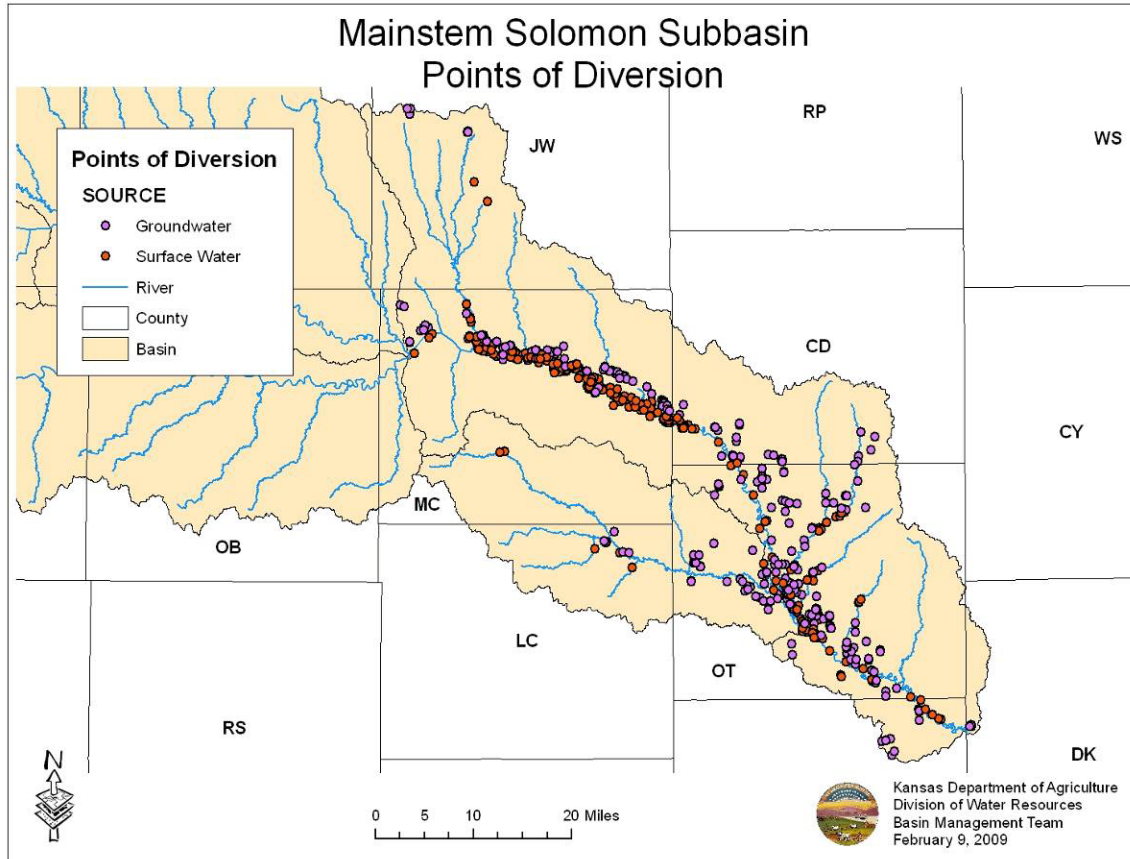 Mainstem Solomon Subbasin
Points of Diversion
Points of Diversion
SOURCE
Groundwater
Surface Water
River
County
Basin
RP
WS
JW
CD
CY
MC
OB
LC
OT
RS
DK
N
0 5 10 20 Miles
Kansas Department of Agriculture
Division of Water Resources
Basin Management Team
February 9, 2009